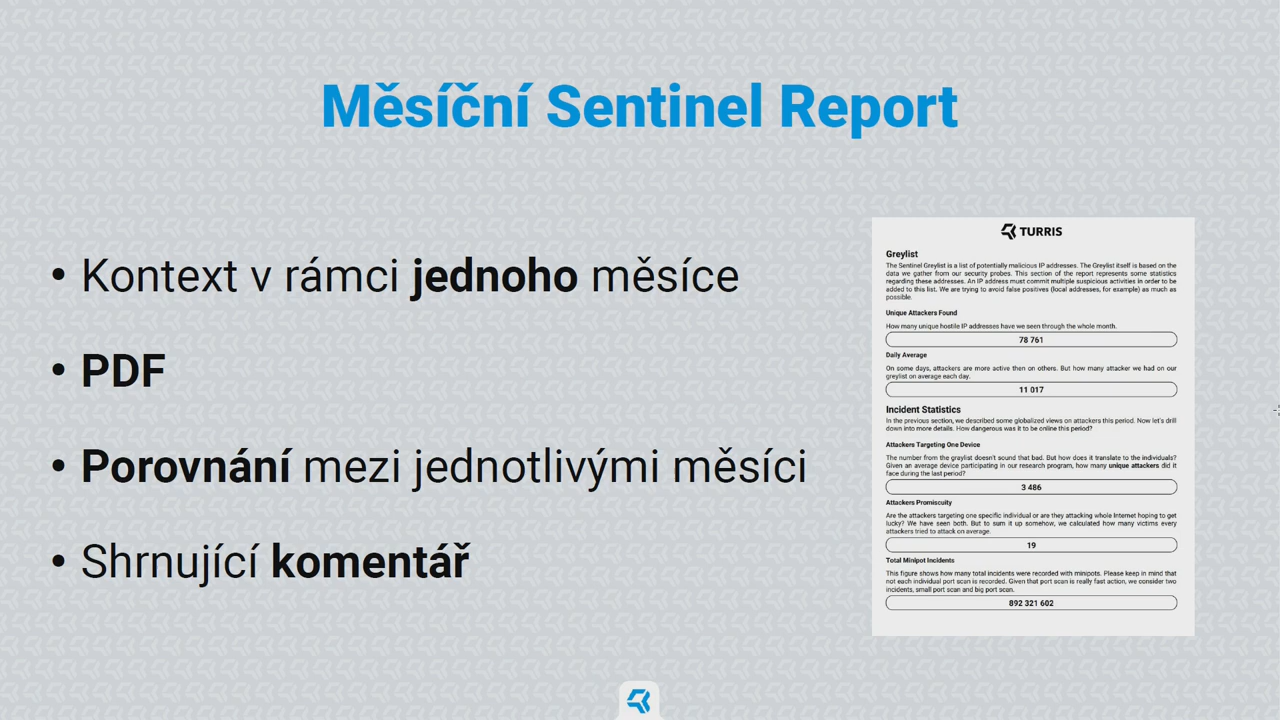 Měsíční Sentinel Report
• Kontext v rámci jednoho měsíce
• PDF
• Porovnání mezi jednotlivými měsíci
• Shrnující komentář
TURRIS
Greylist
The Sentinel Greylist is a list of potentially malicious IP addresses. The Greylist itself is based on the
data we gather from our security probes. This section of the report represents some statistics
regarding these addresses. An IP address must commit multiple suspicious activities in order to be
added to this list. We are trying to avoid false positives (local addresses, for example) as much as
possible.
Unique Attackers Found
How many unique hostile IP addresses have we seen through the whole month.
78 761
Daily Average
On some days, attackers are more active then on others. But how many attacker we had on our
greylist on average each day.
11 017
Incident Statistics
In the previous section, we described some globalized views on attackers this period. Now let's drill
down into more details. How dangerous was it to be online this period?
Attackers Targeting One Device
The number from the graylist doesn't sound that bad. But how does it translate to the individuals?
Given an average device participating in our research program, how many unique attackers did it
face during the last period?
3 486
Attackers Promiscuity
Are the attackers targeting one specific individual or are they attacking whole Internet hoping to get
lucky? We have seen both. But to sum it up somehow, we calculated how many victims every
attackers tried to attack on average.
19
Total Minipot Incidents
This figure shows how many total incidents were recorded with minipots. Please keep in mind that
not each individual port scan is recorded. Given that port scan is really fast action, we consider two
incidents, small port scan and big port scan.
892 321 602